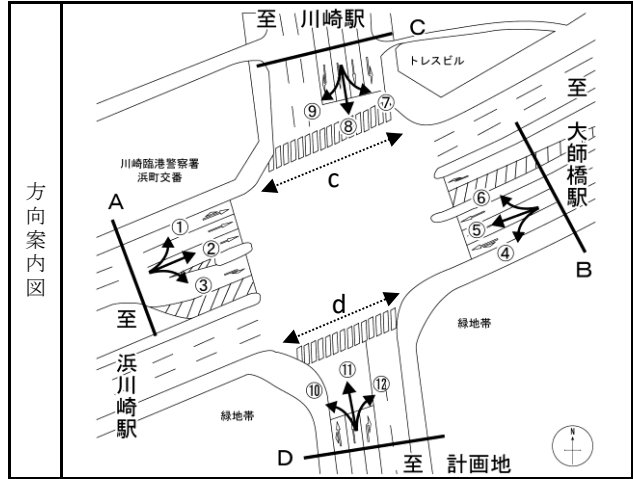 方向案内図
至 川崎駅
C
トレスビル
至 大師橋駅
⑨
⑧
⑦
川崎臨港警察署
浜町交番
c
A
⑥
①
②
⑤
③
④
B
至 浜川崎駅
d
緑地帯
緑地帯
⑩
⑪
⑫
N
D
至 計画地